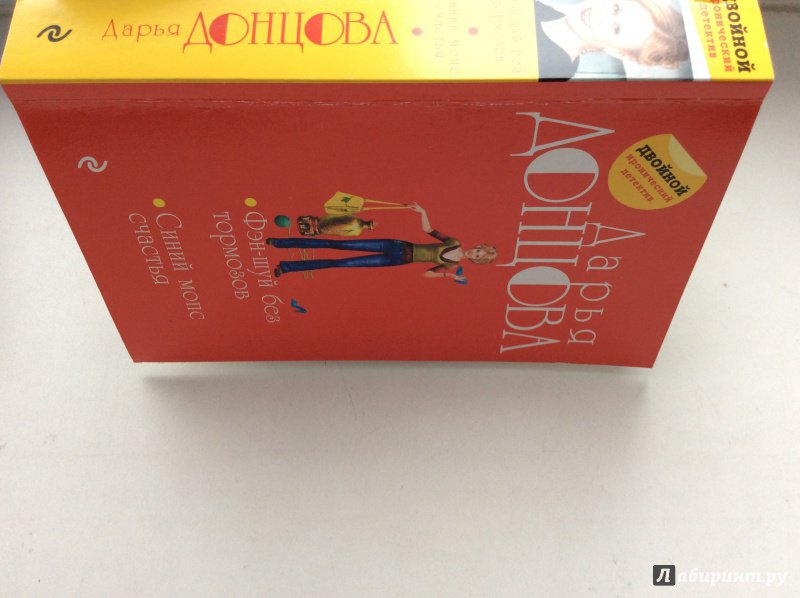 Дарья ДОНЦОВА
ДВОЙНОЙ
иронический
детектив
Дарья
ДОНЦОВА
ДВОЙНОЙ
иронический
детектив
• Фэн-шуй без
тормозов
• Синий мопс
счастья
Лабиринт.ру